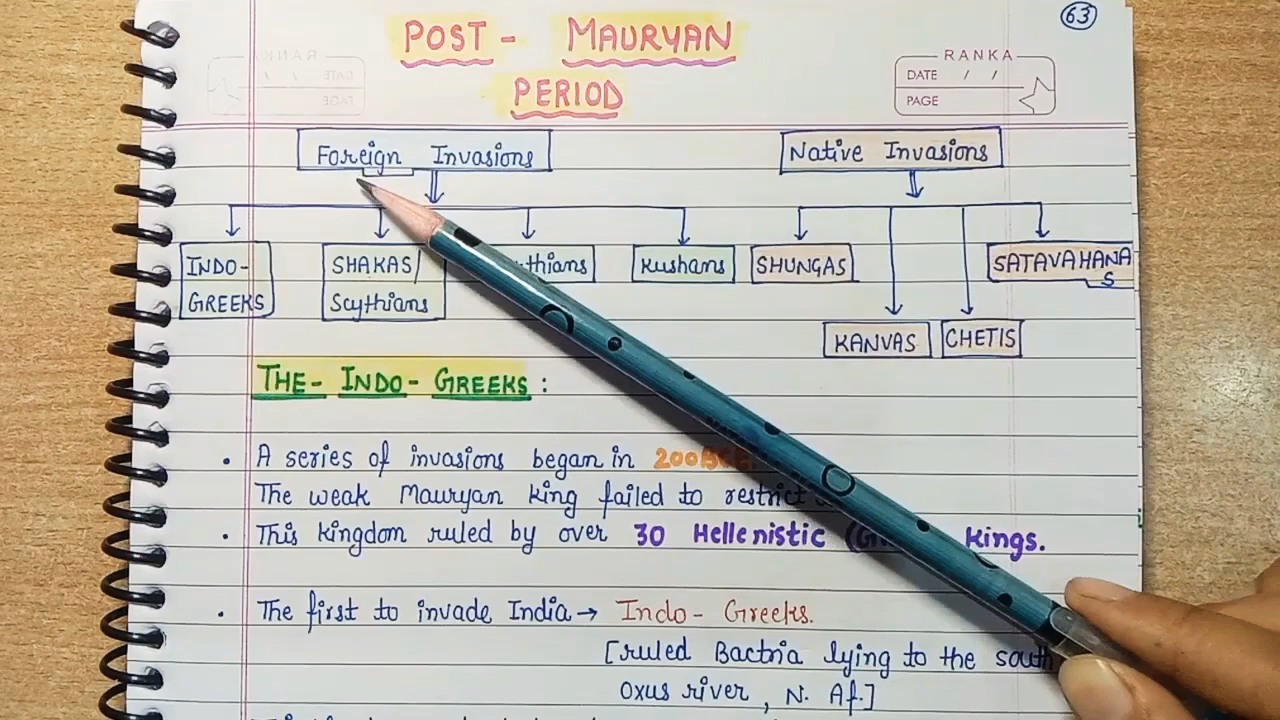 63
POST - MAURYAN
PERIOD
RANKA
DATE / /
PAGE
Foreign Invasions
Native Invasions
INDO-
GREEKS
SHAKAS/
Scythians
thians
Kushans
SHUNGAS
SATAVAHANA
S
KANVAS
CHETIS
THE- INDO- GREEKS :
• A series of invasions began in 200BCE.
The weak Mauryan king failed to restrict
• This kingdom ruled by over 30 Hellenistic ( kings.
• The first to invade India → Indo- Greeks.
[ruled Bactria lying to the south
Oxus river, N. Af.]